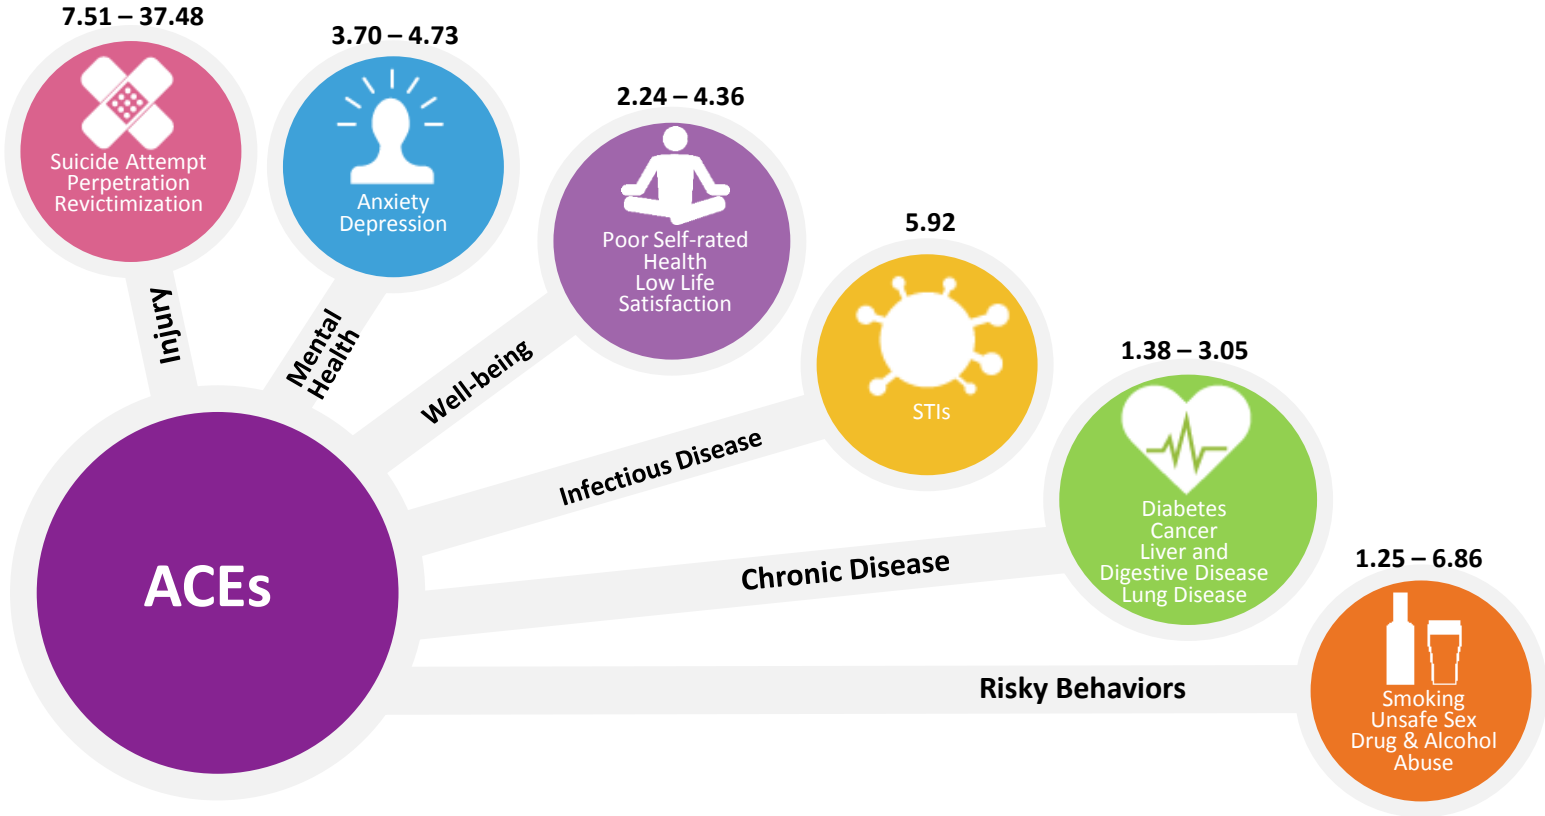 7.51 – 37.48
Suicide Attempt
Perpetration
Revictimization
Injury
3.70 – 4.73
Anxiety
Depression
Mental
Health
2.24 – 4.36
Poor Self-rated
Health
Low Life
Satisfaction
Well-being
5.92
STIs
Infectious Disease
1.38 – 3.05
Diabetes
Cancer
Liver and
Digestive Disease
Lung Disease
Chronic Disease
1.25 – 6.86
Smoking
Unsafe Sex
Drug & Alcohol
Abuse
Risky Behaviors
ACEs